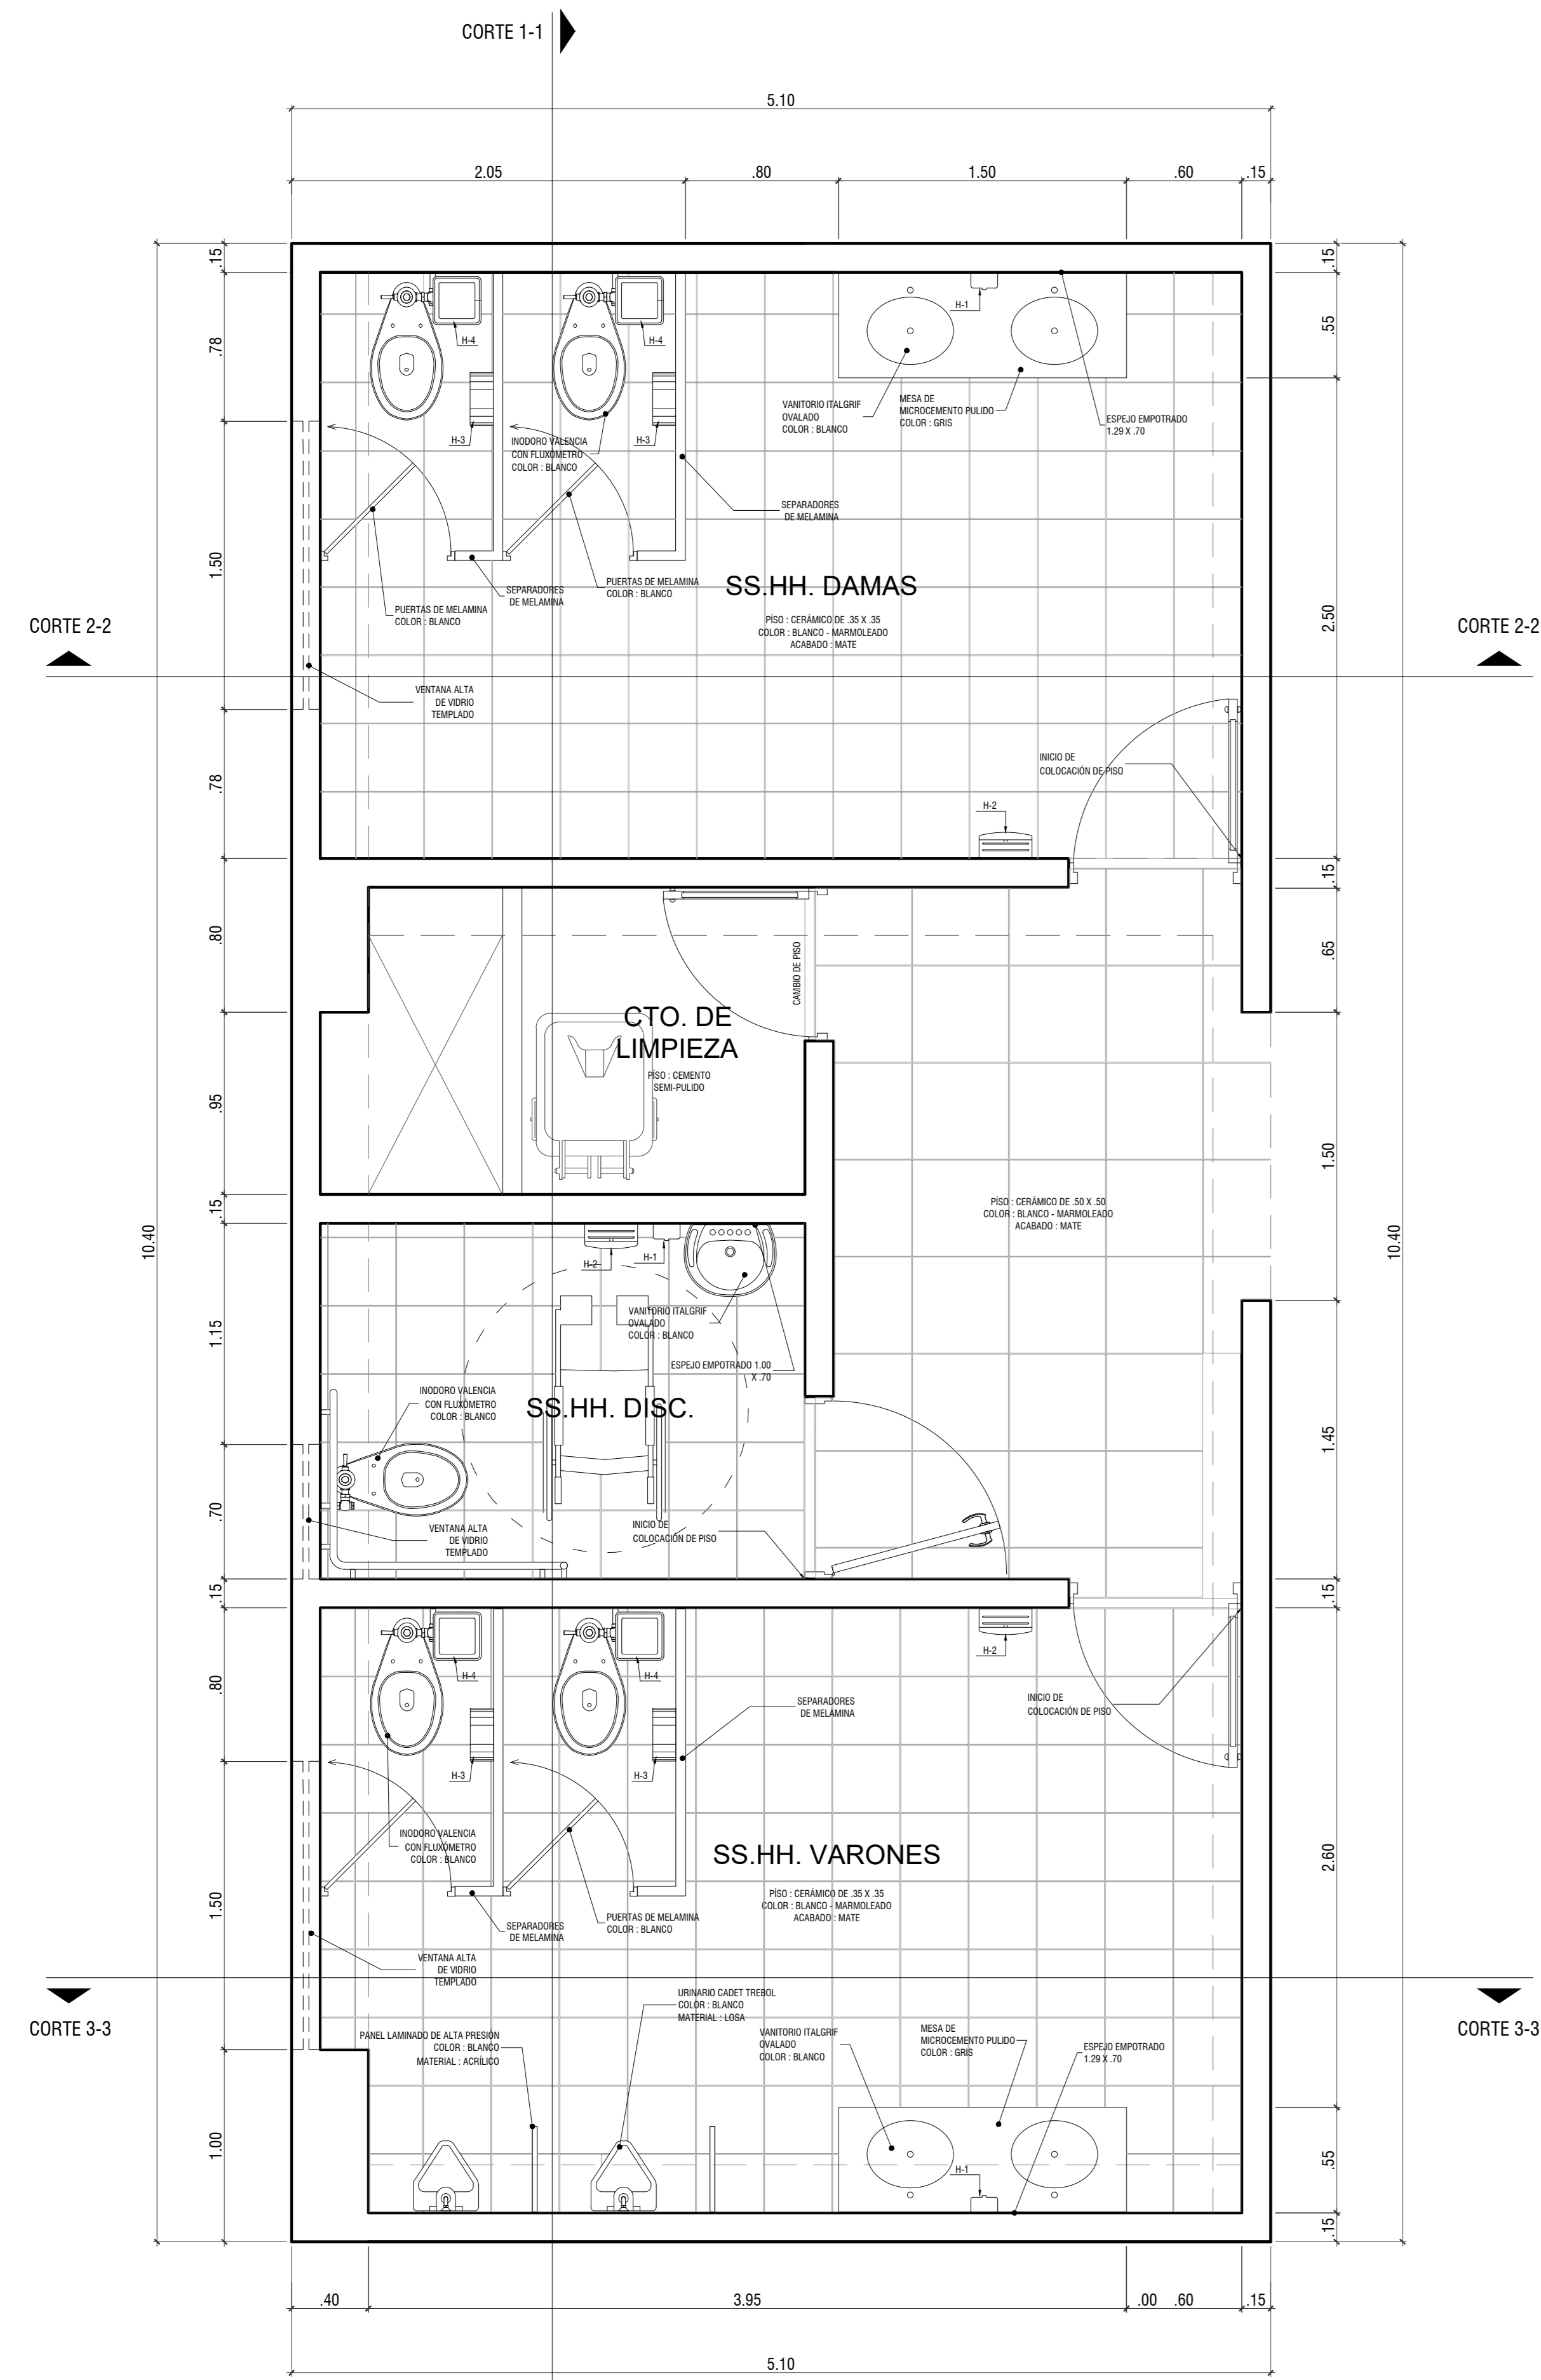 CORTE 1-1
5.10
2.05
.80
1.50
.60
.15
.15
.15
.55
.78
H-1
H-4
H-4
VANITORIO ITALGRIF
OVALADO
COLOR : BLANCO
MESA DE
MICROCEMENTO PULIDO
COLOR : GRIS
ESPEJO EMPOTRADO
1.29 X .70
H-3
H-3
INODORO VALENCIA
CON FLUXÓMETRO
COLOR : BLANCO
SEPARADORES
DE MELAMINA
1.50
SS.HH. DAMAS
PUERTAS DE MELAMINA
COLOR : BLANCO
SEPARADORES
DE MELAMINA
PUERTAS DE MELAMINA
COLOR : BLANCO
PÍSO : CERÁMICO DE .35 X .35
COLOR : BLANCO - MARMOLEADO
ACABADO : MATE
2.50
CORTE 2-2
CORTE 2-2
VENTANA ALTA
DE VIDRIO
TEMPLADO
INICIO DE
COLOCACIÓN DE PISO
.78
H-2
.15
.80
.65
CAMBIO DE PISO
CTO. DE
LIMPIEZA
PÍSO : CEMENTO
SEMI-PULIDO
.95
1.50
.15
PÍSO : CERÁMICO DE .50 X .50
COLOR : BLANCO - MARMOLEADO
ACABADO : MATE
10.40
10.40
H-2
H-1
VANITORIO ITALGRIF
OVALADO
COLOR : BLANCO
1.15
ESPEJO EMPOTRADO 1.00
X .70
INODORO VALENCIA
CON FLUXÓMETRO
COLOR : BLANCO
SS.HH. DISC.
1.45
.70
VENTANA ALTA
DE VIDRIO
TEMPLADO
INICIO DE
COLOCACIÓN DE PISO
.15
.15
H-2
H-4
H-4
.80
SEPARADORES
DE MELAMINA
INICIO DE
COLOCACIÓN DE PISO
H-3
H-3
INODORO VALENCIA
CON FLUXÓMETRO
COLOR : BLANCO
SS.HH. VARONES
2.60
1.50
PÍSO : CERÁMICO DE .35 X .35
COLOR : BLANCO - MARMOLEADO
ACABADO : MATE
SEPARADORES
DE MELAMINA
PUERTAS DE MELAMINA
COLOR : BLANCO
VENTANA ALTA
DE VIDRIO
TEMPLADO
CORTE 3-3
CORTE 3-3
URINARIO CADET TREBOL
COLOR : BLANCO
MATERIAL : LOSA
PANEL LAMINADO DE ALTA PRESIÓN
COLOR : BLANCO
MATERIAL : ACRÍLICO
VANITORIO ITALGRIF
OVALADO
COLOR : BLANCO
MESA DE
MICROCEMENTO PULIDO
COLOR : GRIS
ESPEJO EMPOTRADO
1.29 X .70
1.00
.55
H-1
.15
.40
3.95
.00
.60
.15
5.10